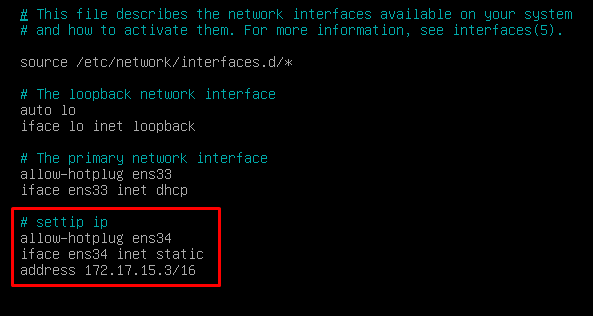 # This file describes the network interfaces available on your system
# and how to activate them. For more information, see interfaces(5).
source /etc/network/interfaces.d/*
# The loopback network interface
auto lo
iface lo inet loopback
# The primary network interface
allow-hotplug ens33
iface ens33 inet dhcp
# settip ip
allow-hotplug ens34
iface ens34 inet static
address 172.17.15.3/16